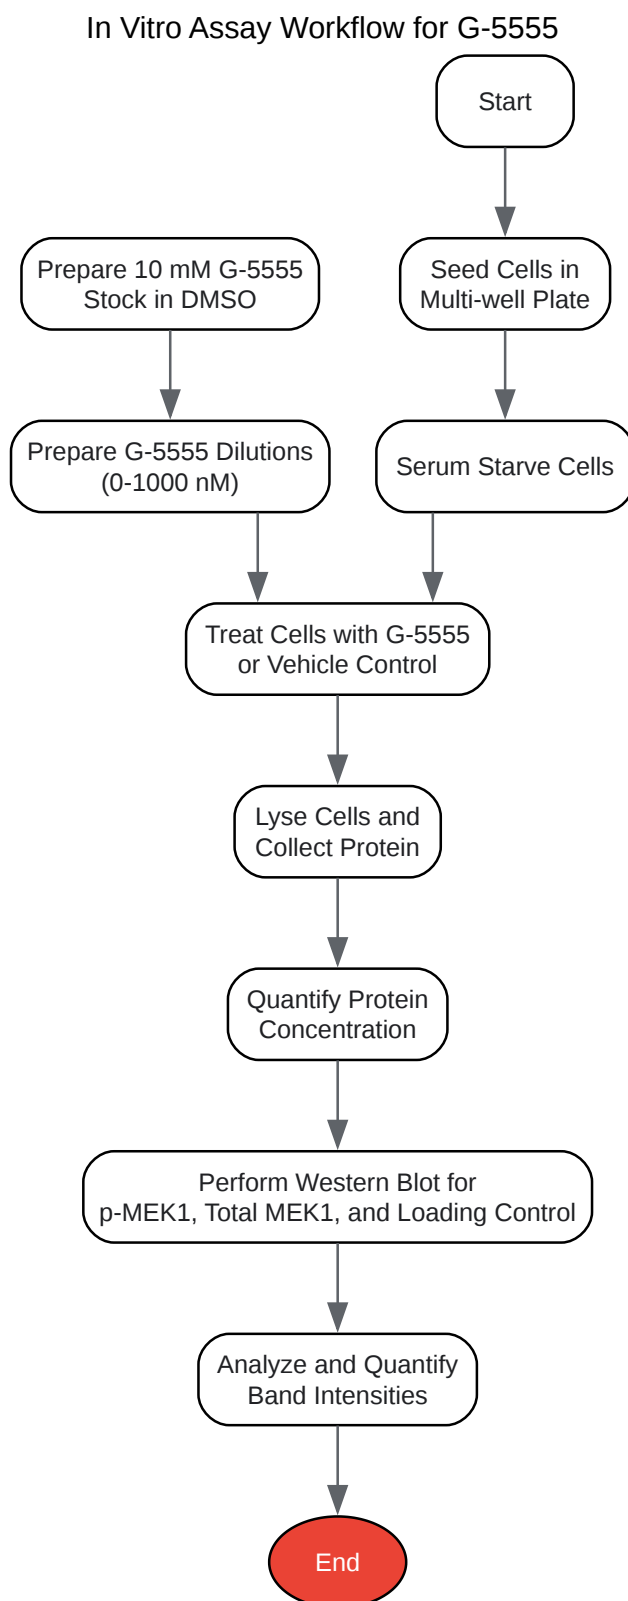 In Vitro Assay Workflow for G-5555
Start
Prepare 10 mM G-5555
Stock in DMSO
Seed Cells in
Multi-well Plate
Prepare G-5555 Dilutions
(0-1000 nM)
Serum Starve Cells
Treat Cells with G-5555
or Vehicle Control
Lyse Cells and
Collect Protein
Quantify Protein
Concentration
Perform Western Blot for
p-MEK1, Total MEK1, and Loading Control
Analyze and Quantify
Band Intensities
End